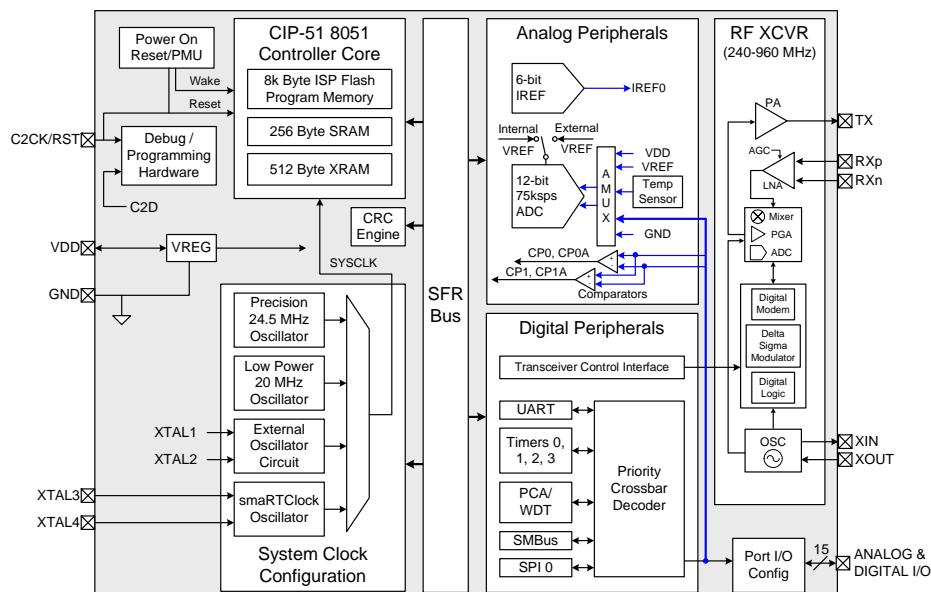 Power On
Reset/PMU
Wake
Reset
C2CK/RST
Debug /
Programming
Hardware
C2D
VDD
VREG
GND
CIP-51 8051
Controller Core
8k Byte ISP Flash
Program Memory
256 Byte SRAM
512 Byte XRAM
CRC
Engine
SYSCLK
Precision
24.5 MHz
Oscillator
Low Power
20 MHz
Oscillator
External
Oscillator
Circuit
XTAL1
XTAL2
XTAL3
XTAL4
smaRTClock
Oscillator
System Clock
Configuration
SFR
Bus
Analog Peripherals
6-bit
IREF
IREF0
Internal
VREF
External
VREF
12-bit
75ksps
ADC
A
M
U
X
VDD
VREF
Temp
Sensor
GND
CP0, CP0A
+
-
CP1, CP1A
+
-
Comparators
Digital Peripherals
Transceiver Control Interface
UART
Timers 0,
1, 2, 3
PCA/
WDT
SMBus
SPI 0
Priority
Crossbar
Decoder
RF XCVR
(240-960 MHz)
PA
AGC
LNA
Mixer
PGA
ADC
Digital
Modem
Delta
Sigma
Modulator
Digital
Logic
OSC
TX
RXp
RXn
XIN
XOUT
Port I/O
Config
15
ANALOG &
DIGITAL I/O